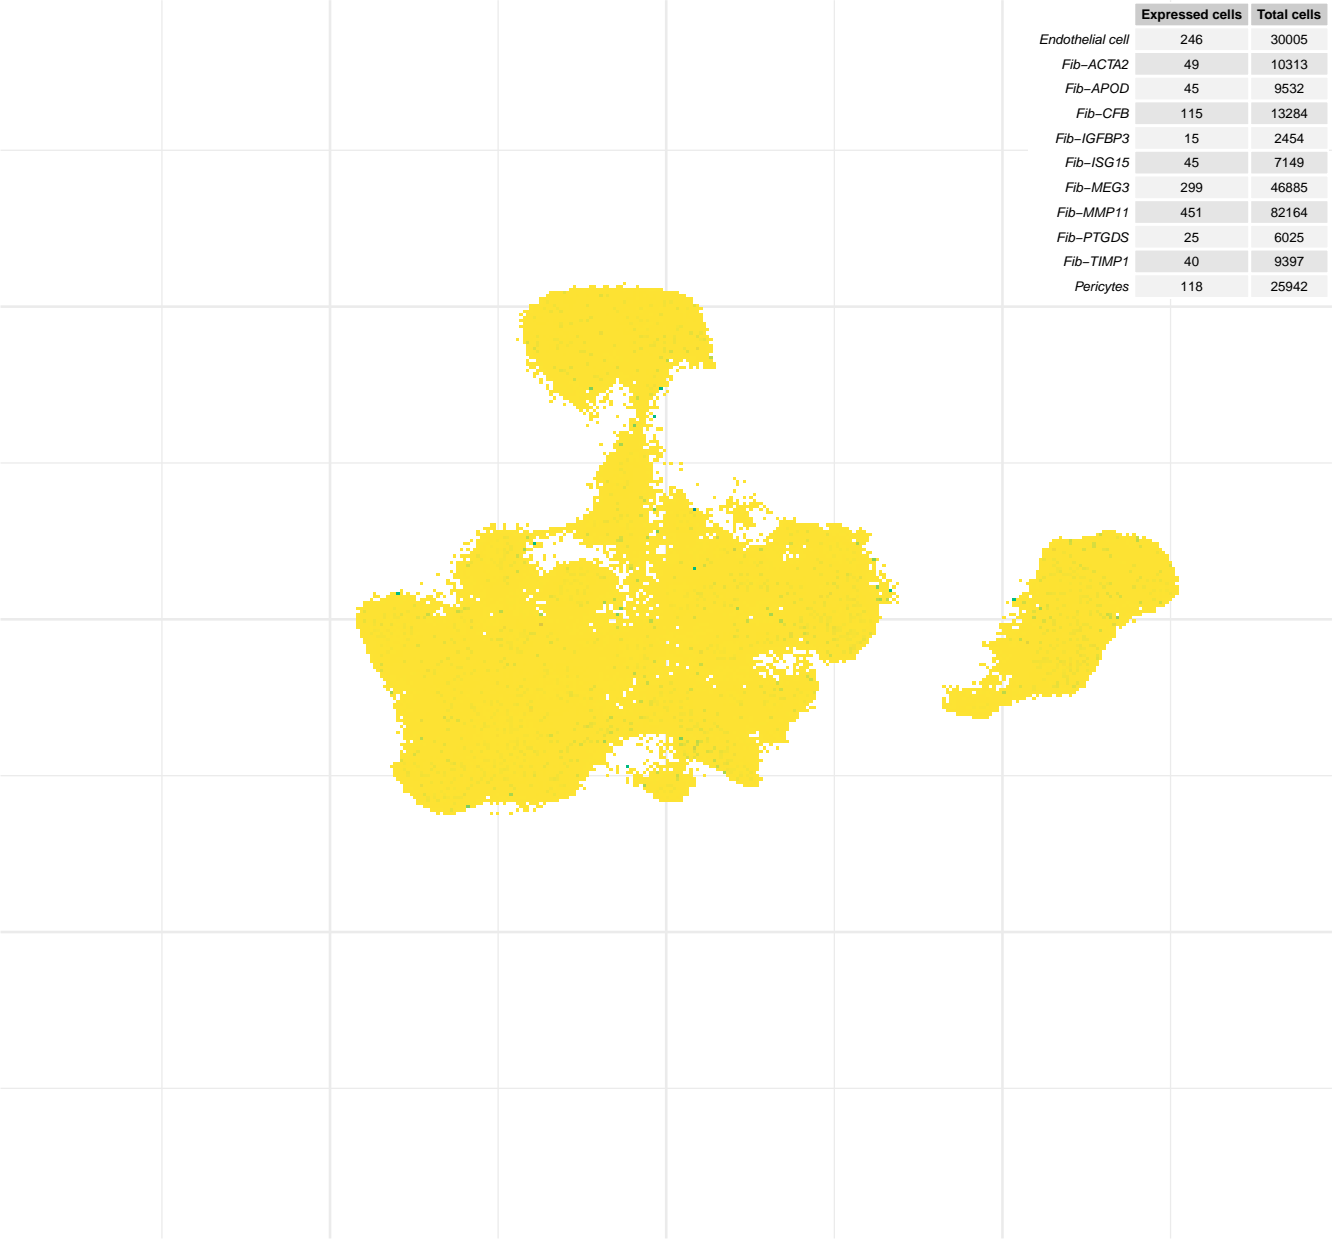 Expressed cells Total cells
Endothelial cell 246 30005
Fib−ACTA2 49 10313
Fib−APOD 45 9532
Fib−CFB 115 13284
Fib−IGFBP3 15 2454
Fib−ISG15 45 7149
Fib−MEG3 299 46885
Fib−MMP11 451 82164
Fib−PTGDS 25 6025
Fib−TIMP1 40 9397
Pericytes 118 25942